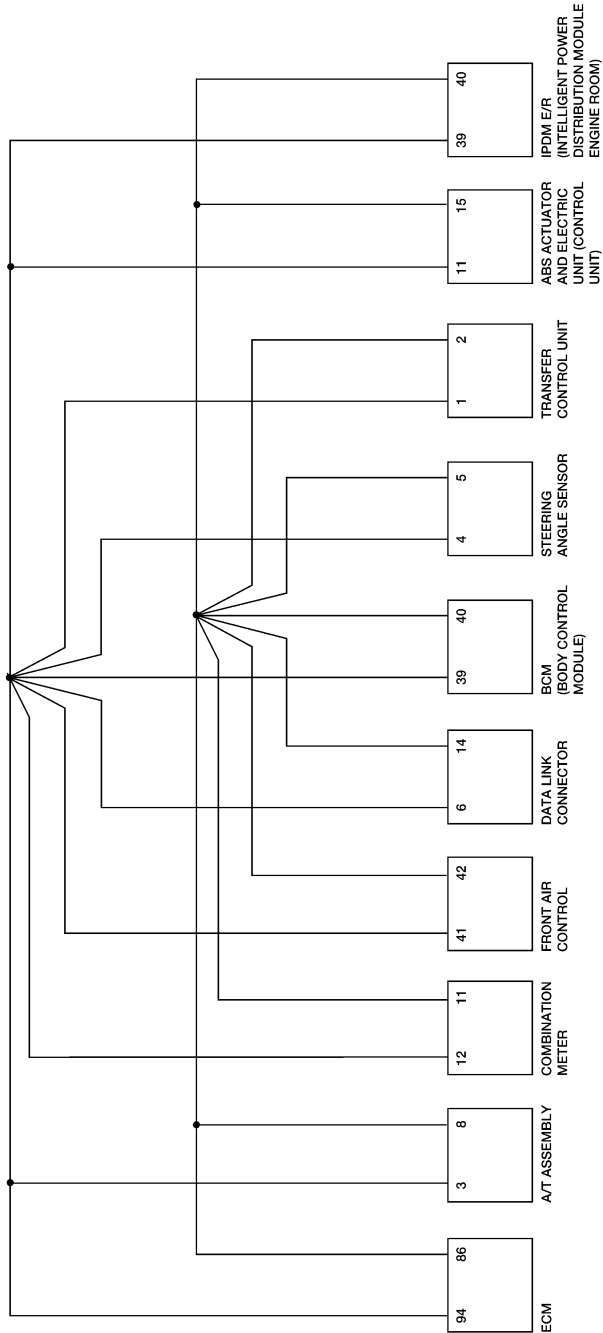 94
86
ECM
3
8
A/T ASSEMBLY
12
11
COMBINATION
METER
41
42
FRONT AIR
CONTROL
6
14
DATA LINK
CONNECTOR
39
40
BCM
(BODY CONTROL
MODULE)
4
5
STEERING
ANGLE SENSOR
1
2
TRANSFER
CONTROL UNIT
11
15
ABS ACTUATOR
AND ELECTRIC
UNIT (CONTROL
UNIT)
39
40
IPDM E/R
(INTELLIGENT POWER
DISTRIBUTION MODULE
ENGINE ROOM)